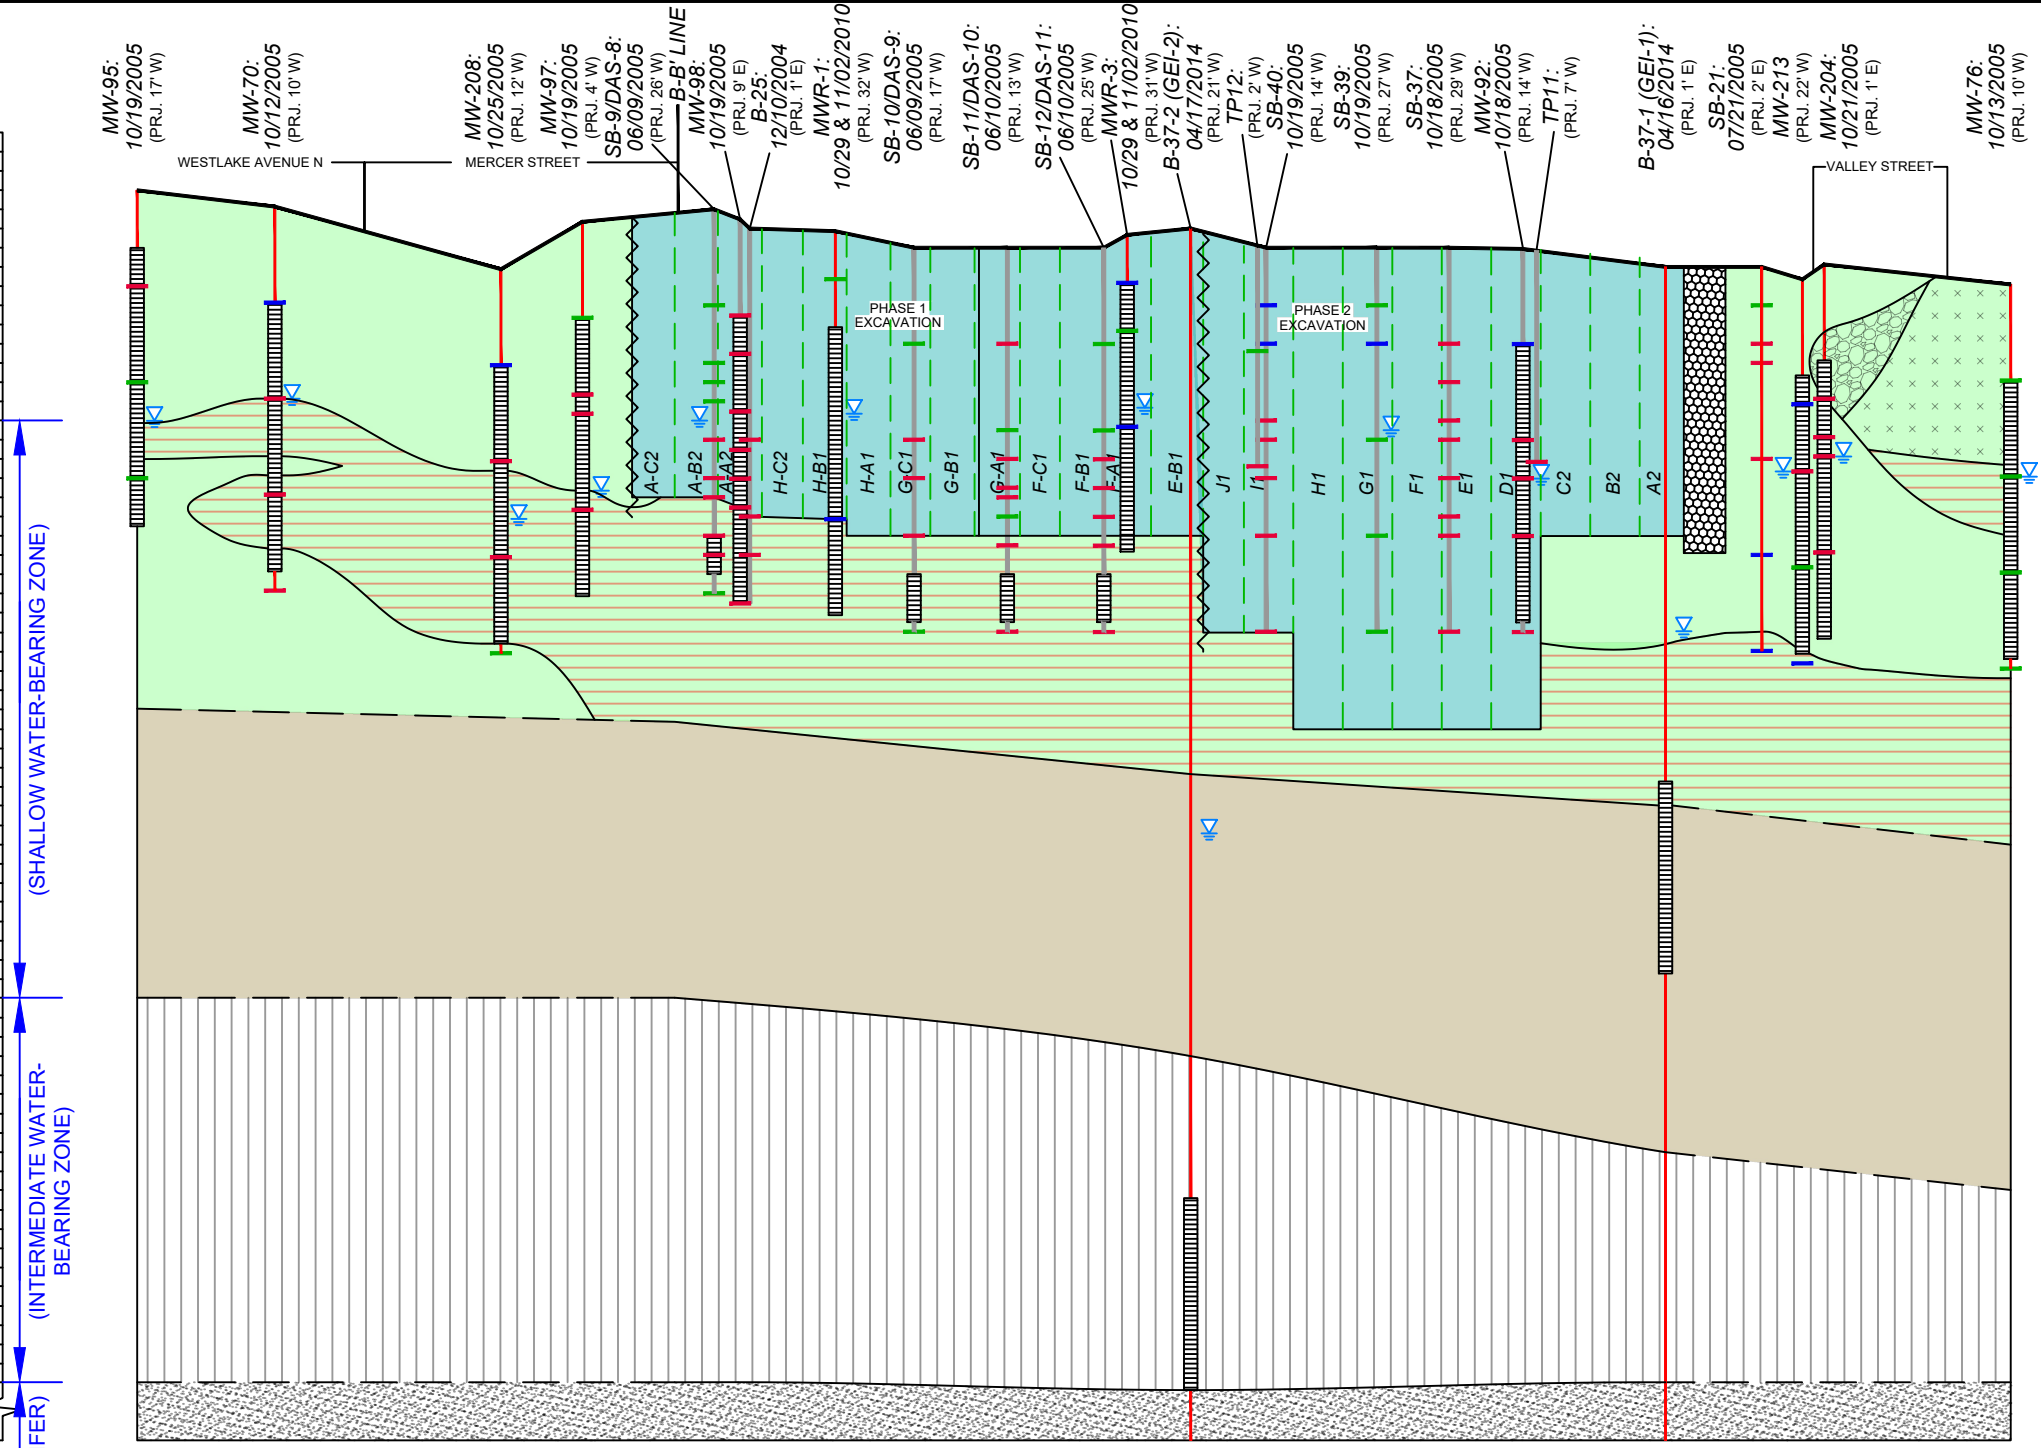 MW-95:
10/19/2005
(PRJ. 17' W)
MW-70:
10/12/2005
(PRJ. 10' W)
MW-208:
10/25/2005
(PRJ. 12' W)
MW-97:
10/19/2005
(PRJ. 4' W)
SB-9/DAS-8:
06/09/2005
(PRJ. 26' W)
B-B' LINE
MW-98:
10/19/2005
(PRJ. 9' E)
B-25:
12/10/2004
(PRJ. 1' E)
MWR-1:
10/29 & 11/02/2010
(PRJ. 32' W)
SB-10/DAS-9:
06/09/2005
(PRJ. 17' W)
SB-11/DAS-10:
06/10/2005
(PRJ. 13' W)
SB-12/DAS-11:
06/10/2005
(PRJ. 25' W)
MWR-3:
10/29 & 11/02/2010
(PRJ. 31' W)
B-37-2 (GEI-2):
04/17/2014
(PRJ. 21' W)
TP12:
(PRJ. 2' W)
SB-40:
10/19/2005
(PRJ. 14' W)
SB-39:
10/19/2005
(PRJ. 27' W)
SB-37:
10/18/2005
(PRJ. 29' W)
MW-92:
10/18/2005
(PRJ. 14' W)
TP11:
(PRJ. 7' W)
B-37-1 (GEI-1):
04/16/2014
(PRJ. 1' E)
SB-21:
07/21/2005
(PRJ. 2' E)
MW-213
(PRJ. 22' W)
MW-204:
10/21/2005
(PRJ. 1' E)
MW-76:
10/13/2005
(PRJ. 10' W)
WESTLAKE AVENUE N
MERCER STREET
VALLEY STREET
PHASE 1
EXCAVATION
PHASE 2
EXCAVATION
A-C2
A-B2
A-A2
H-C2
H-B1
H-A1
G-C1
G-B1
G-A1
F-C1
F-B1
F-A1
E-B1
J1
I1
H1
G1
F1
E1
D1
C2
B2
A2
(SHALLOW WATER-BEARING ZONE)
(INTERMEDIATE WATER-
BEARING ZONE)
FER)